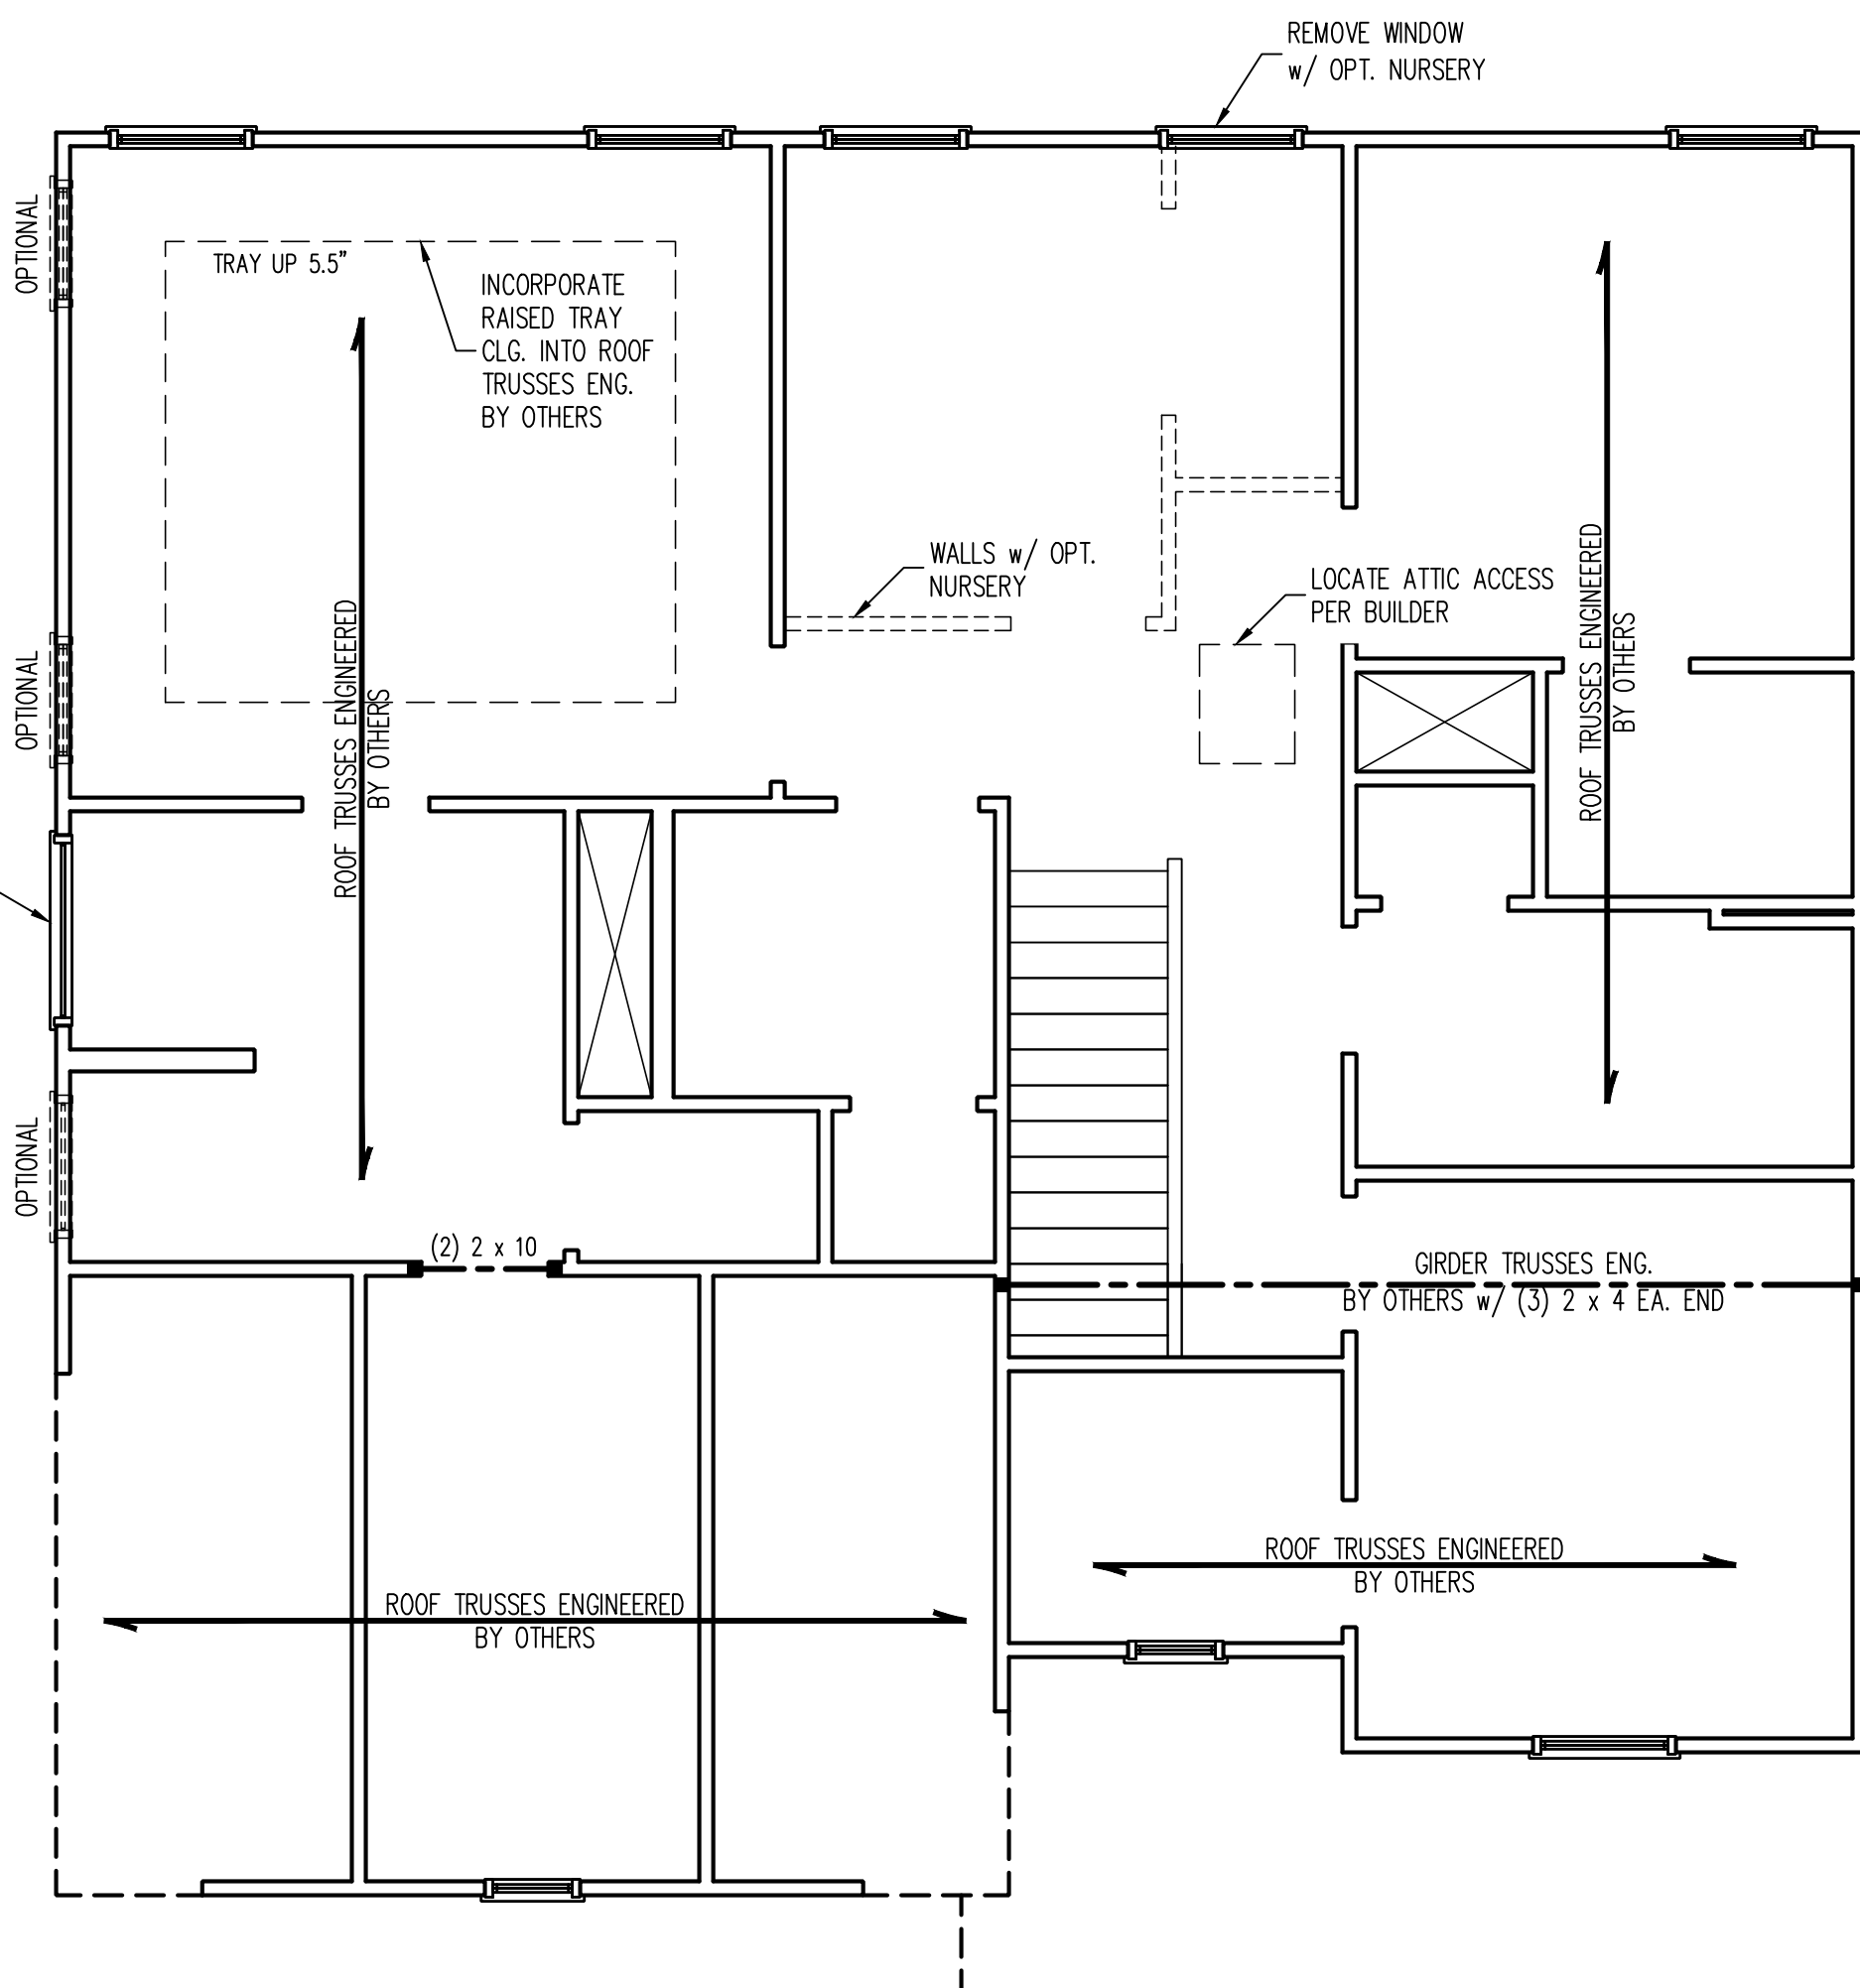 REMOVE WINDOW
w/ OPT. NURSERY
OPTIONAL
TRAY UP 5.5"
INCORPORATE
RAISED TRAY
CLG. INTO ROOF
TRUSSES ENG.
BY OTHERS
WALLS w/ OPT.
NURSERY
LOCATE ATTIC ACCESS
PER BUILDER
ROOF TRUSSES ENGINEERED
BY OTHERS
OPTIONAL
ROOF TRUSSES ENGINEERED
BY OTHERS
OPTIONAL
(2) 2 x 10
GIRDER TRUSSES ENG.
BY OTHERS w/ (3) 2 x 4 EA. END
ROOF TRUSSES ENGINEERED
BY OTHERS
ROOF TRUSSES ENGINEERED
BY OTHERS